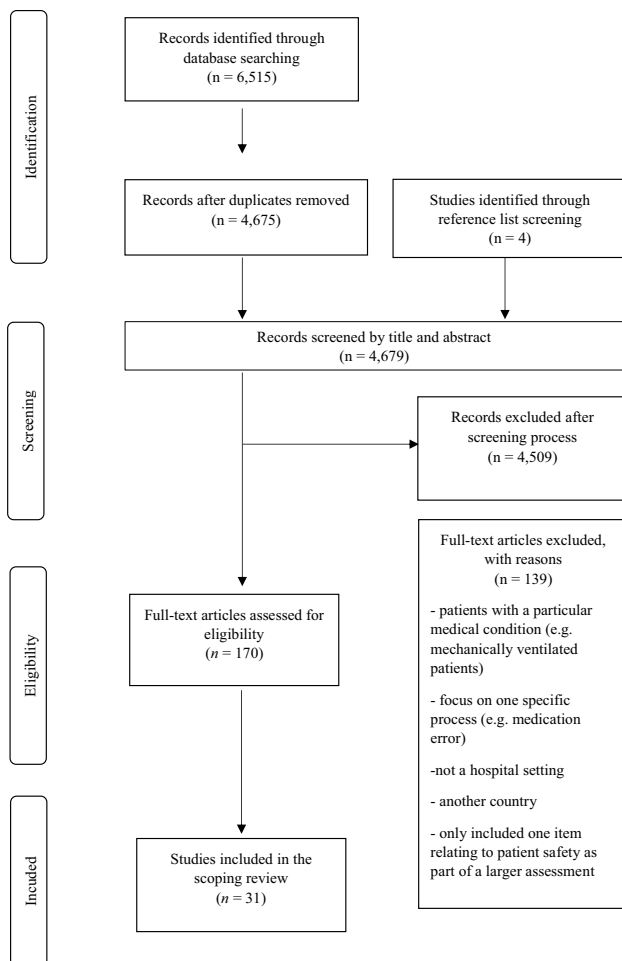 Identification
Records identified through
database searching
(n = 6,515)
Records after duplicates removed
(n = 4,675)
Studies identified through
reference list screening
(n = 4)
Screening
Records screened by title and abstract
(n = 4,679)
Records excluded after
screening process
(n = 4,509)
Eligibility
Full-text articles assessed for
eligibility
(n = 170)
Full-text articles excluded,
with reasons
(n = 139)
- patients with a particular
medical condition (e.g.
mechanically ventilated
patients)
- focus on one specific
process (e.g. medication
error)
-not a hospital setting
- another country
- only included one item
relating to patient safety as
part of a larger assessment
Incuded
Studies included in the
scoping review
(n = 31)